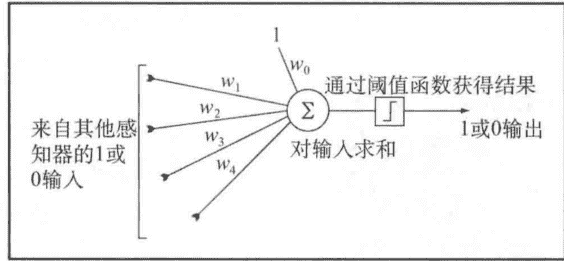 1
w₀
通过阈值函数获得结果
w₁
w₂
w₃
w₄
Σ
来自其他感
知器的1或
0输入
对输入求和
1或0输出